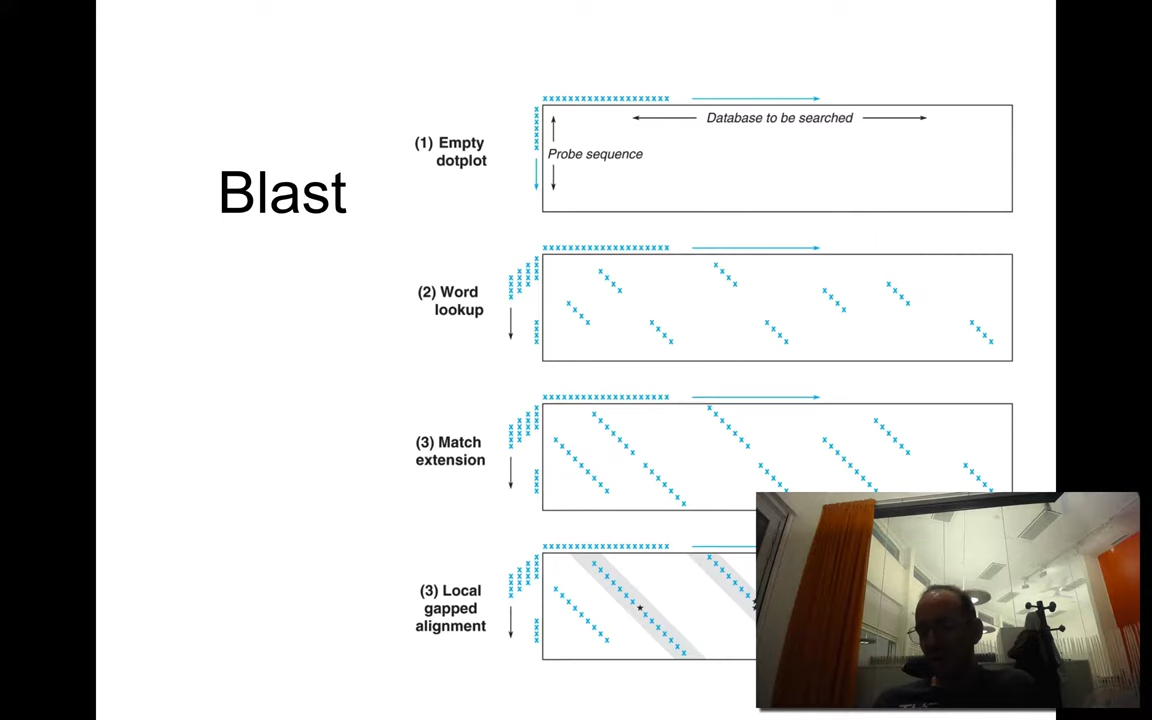 Blast
(1) Empty
dotplot
xxxxxxxxxxxxxxxxxxxx
Database to be searched
Probe sequence
(2) Word
lookup
(3) Match
extension
(3) Local
gapped
alignment